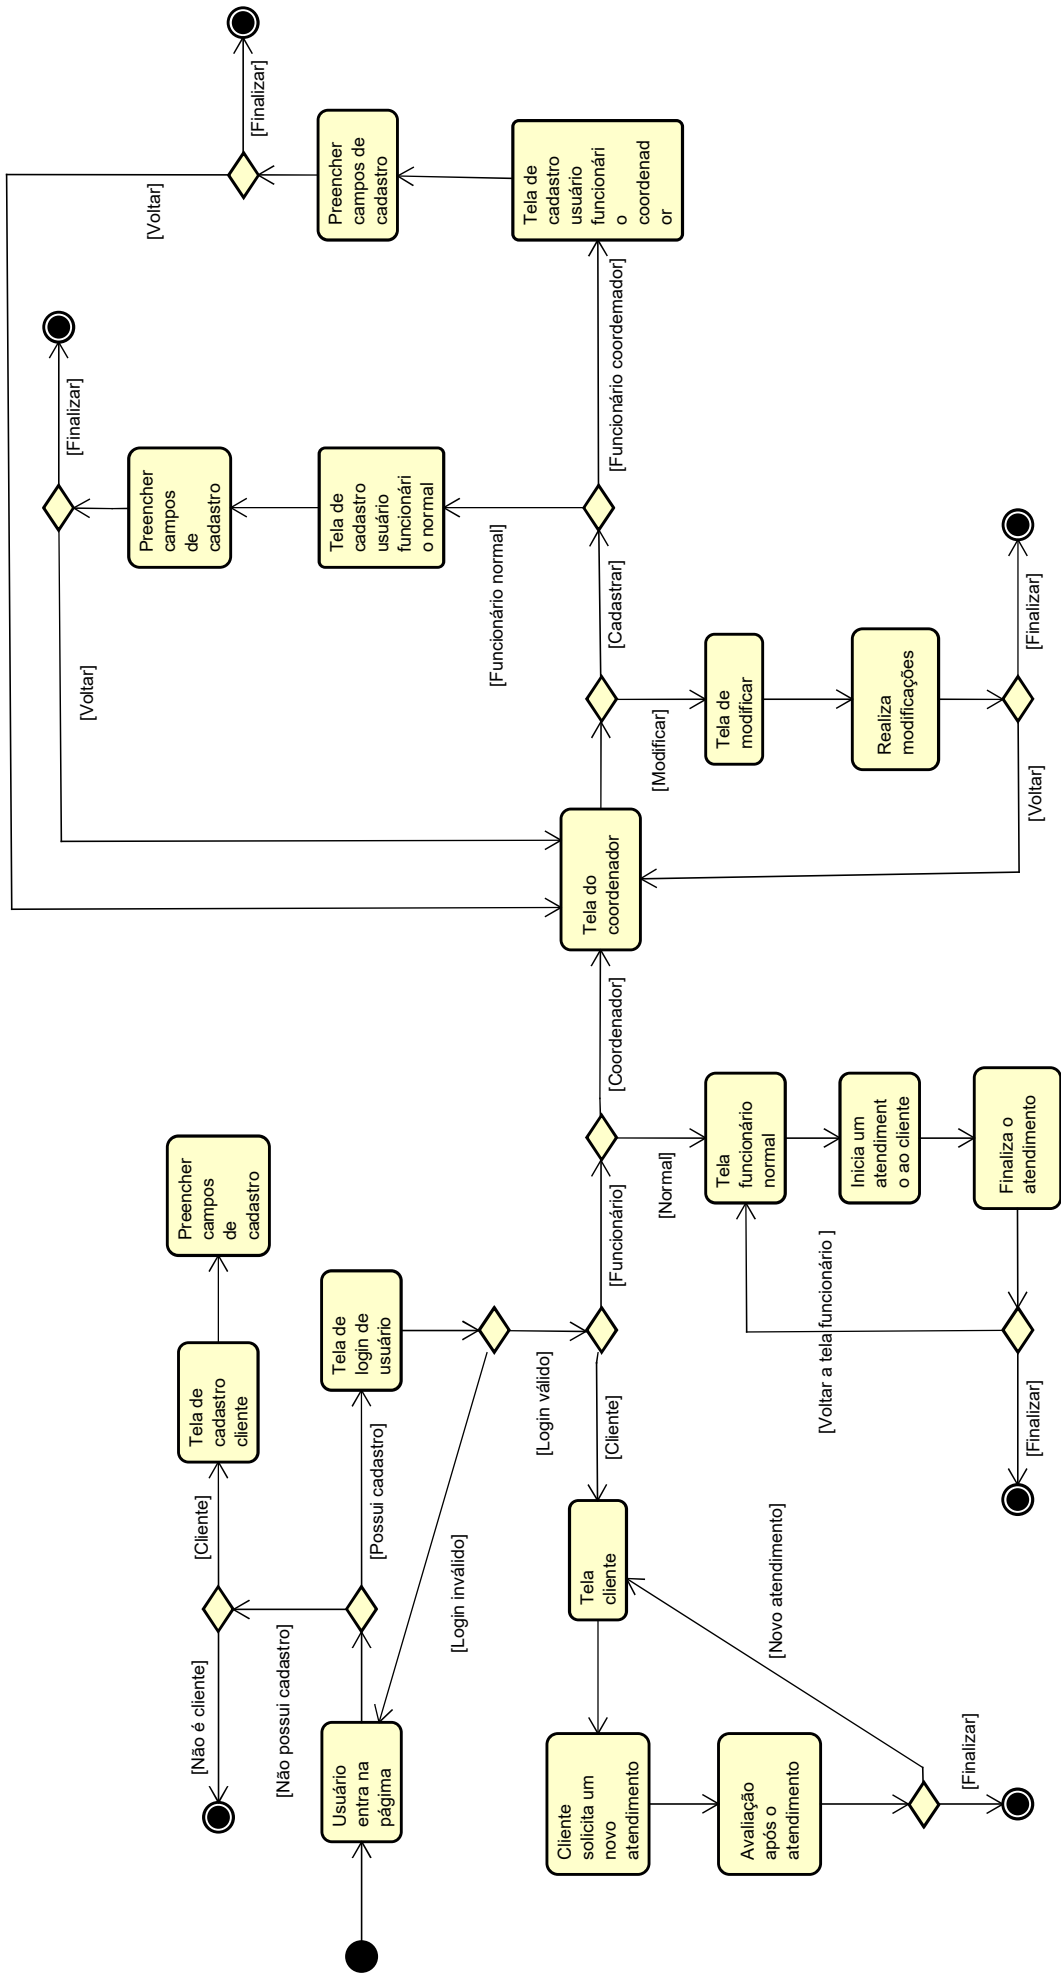 [Voltar]
[Finalizar]
[Voltar]
[Finalizar]
Preencher
campos de
cadastro
Preencher
campos
de
cadastro
Tela de
cadastro
usuário
funcionári
o normal
Tela de
cadastro
usuário
funcionári
o
coordenad
or
[Funcionário normal]
[Funcionário coordemador]
[Cadastrar]
[Modificar]
Tela de
modificar
Realiza
modificações
[Finalizar]
[Voltar]
Tela do
coordenador
[Coordenador]
[Funcionário]
[Normal]
Tela
funcionário
normal
Inicia um
atendiment
o ao cliente
Finaliza o
atendimento
[Voltar a tela funcionário ]
[Finalizar]
Preencher
campos
de
cadastro
Tela de
cadastro
cliente
[Cliente]
[Não é cliente]
[Não possui cadastro]
[Possui cadastro]
Tela de
login de
usuário
[Login inválido]
[Login válido]
[Cliente]
Usuário
entra na
página
Tela
cliente
Cliente
solicita um
novo
atendimento
Avaliação
após o
atendimento
[Novo atendimento]
[Finalizar]